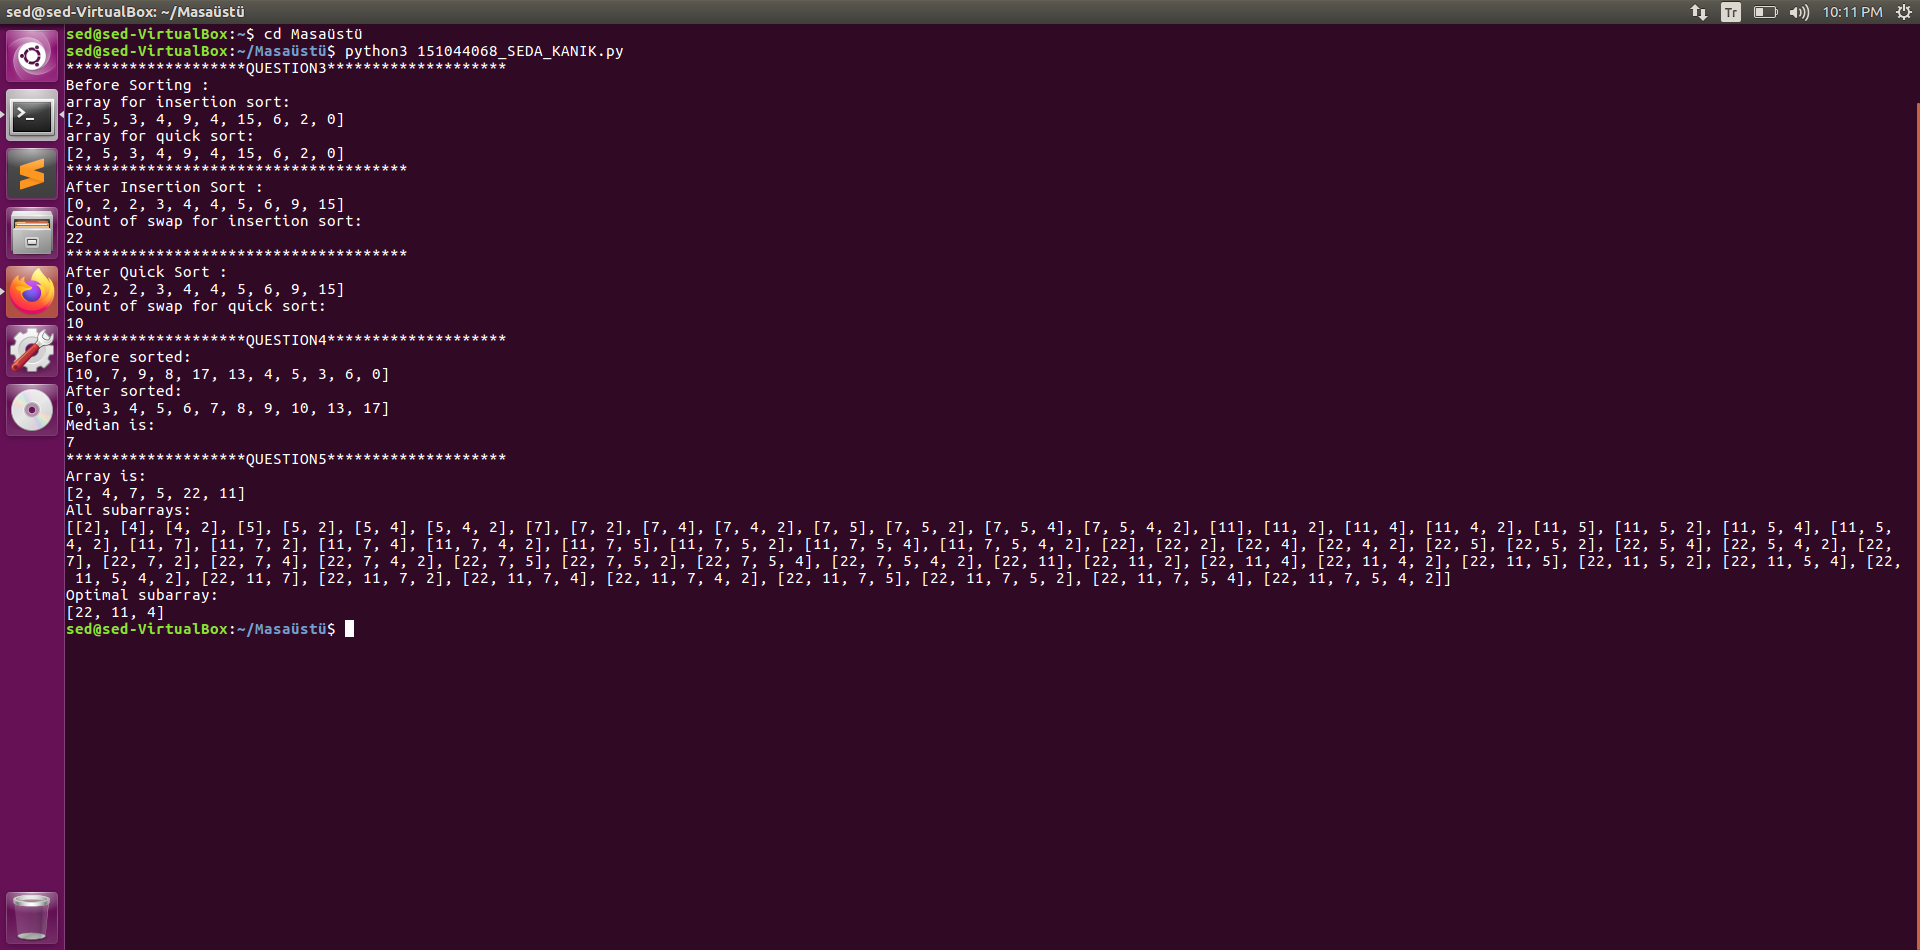 sed@sed-VirtualBox: ~/Masaüstü
Tr
10:11 PM
sed@sed-VirtualBox:~$ cd Masaüstü
sed@sed-VirtualBox:~/Masaüstü$ python3 151044068_SEDA_KANIK.py
********************QUESTION3********************
Before Sorting :
array for insertion sort:
[2, 5, 3, 4, 9, 4, 15, 6, 2, 0]
array for quick sort:
[2, 5, 3, 4, 9, 4, 15, 6, 2, 0]
**************************************
After Insertion Sort :
[0, 2, 2, 3, 4, 4, 5, 6, 9, 15]
Count of swap for insertion sort:
22
**************************************
After Quick Sort :
[0, 2, 2, 3, 4, 4, 5, 6, 9, 15]
Count of swap for quick sort:
10
********************QUESTION4********************
Before sorted:
[10, 7, 9, 8, 17, 13, 4, 5, 3, 6, 0]
After sorted:
[0, 3, 4, 5, 6, 7, 8, 9, 10, 13, 17]
Median is:
7
********************QUESTION5********************
Array is:
[2, 4, 7, 5, 22, 11]
All subarrays:
[[2], [4], [4, 2], [5], [5, 2], [5, 4], [5, 4, 2], [7], [7, 2], [7, 4], [7, 4, 2], [7, 5], [7, 5, 2], [7, 5, 4], [7, 5, 4, 2], [11], [11, 2], [11, 4], [11, 4, 2], [11, 5], [11, 5, 2], [11, 5, 4], [11, 5,
4, 2], [11, 7], [11, 7, 2], [11, 7, 4], [11, 7, 4, 2], [11, 7, 5], [11, 7, 5, 2], [11, 7, 5, 4], [11, 7, 5, 4, 2], [22], [22, 2], [22, 4], [22, 4, 2], [22, 5], [22, 5, 2], [22, 5, 4], [22, 5, 4, 2], [22,
7], [22, 7, 2], [22, 7, 4], [22, 7, 4, 2], [22, 7, 5], [22, 7, 5, 2], [22, 7, 5, 4], [22, 7, 5, 4, 2], [22, 11], [22, 11, 2], [22, 11, 4], [22, 11, 4, 2], [22, 11, 5], [22, 11, 5, 2], [22, 11, 5, 4], [22,
11, 5, 4, 2], [22, 11, 7], [22, 11, 7, 2], [22, 11, 7, 4], [22, 11, 7, 4, 2], [22, 11, 7, 5], [22, 11, 7, 5, 2], [22, 11, 7, 5, 4], [22, 11, 7, 5, 4, 2]]
Optimal subarray:
[22, 11, 4]
sed@sed-VirtualBox:~/Masaüstü$